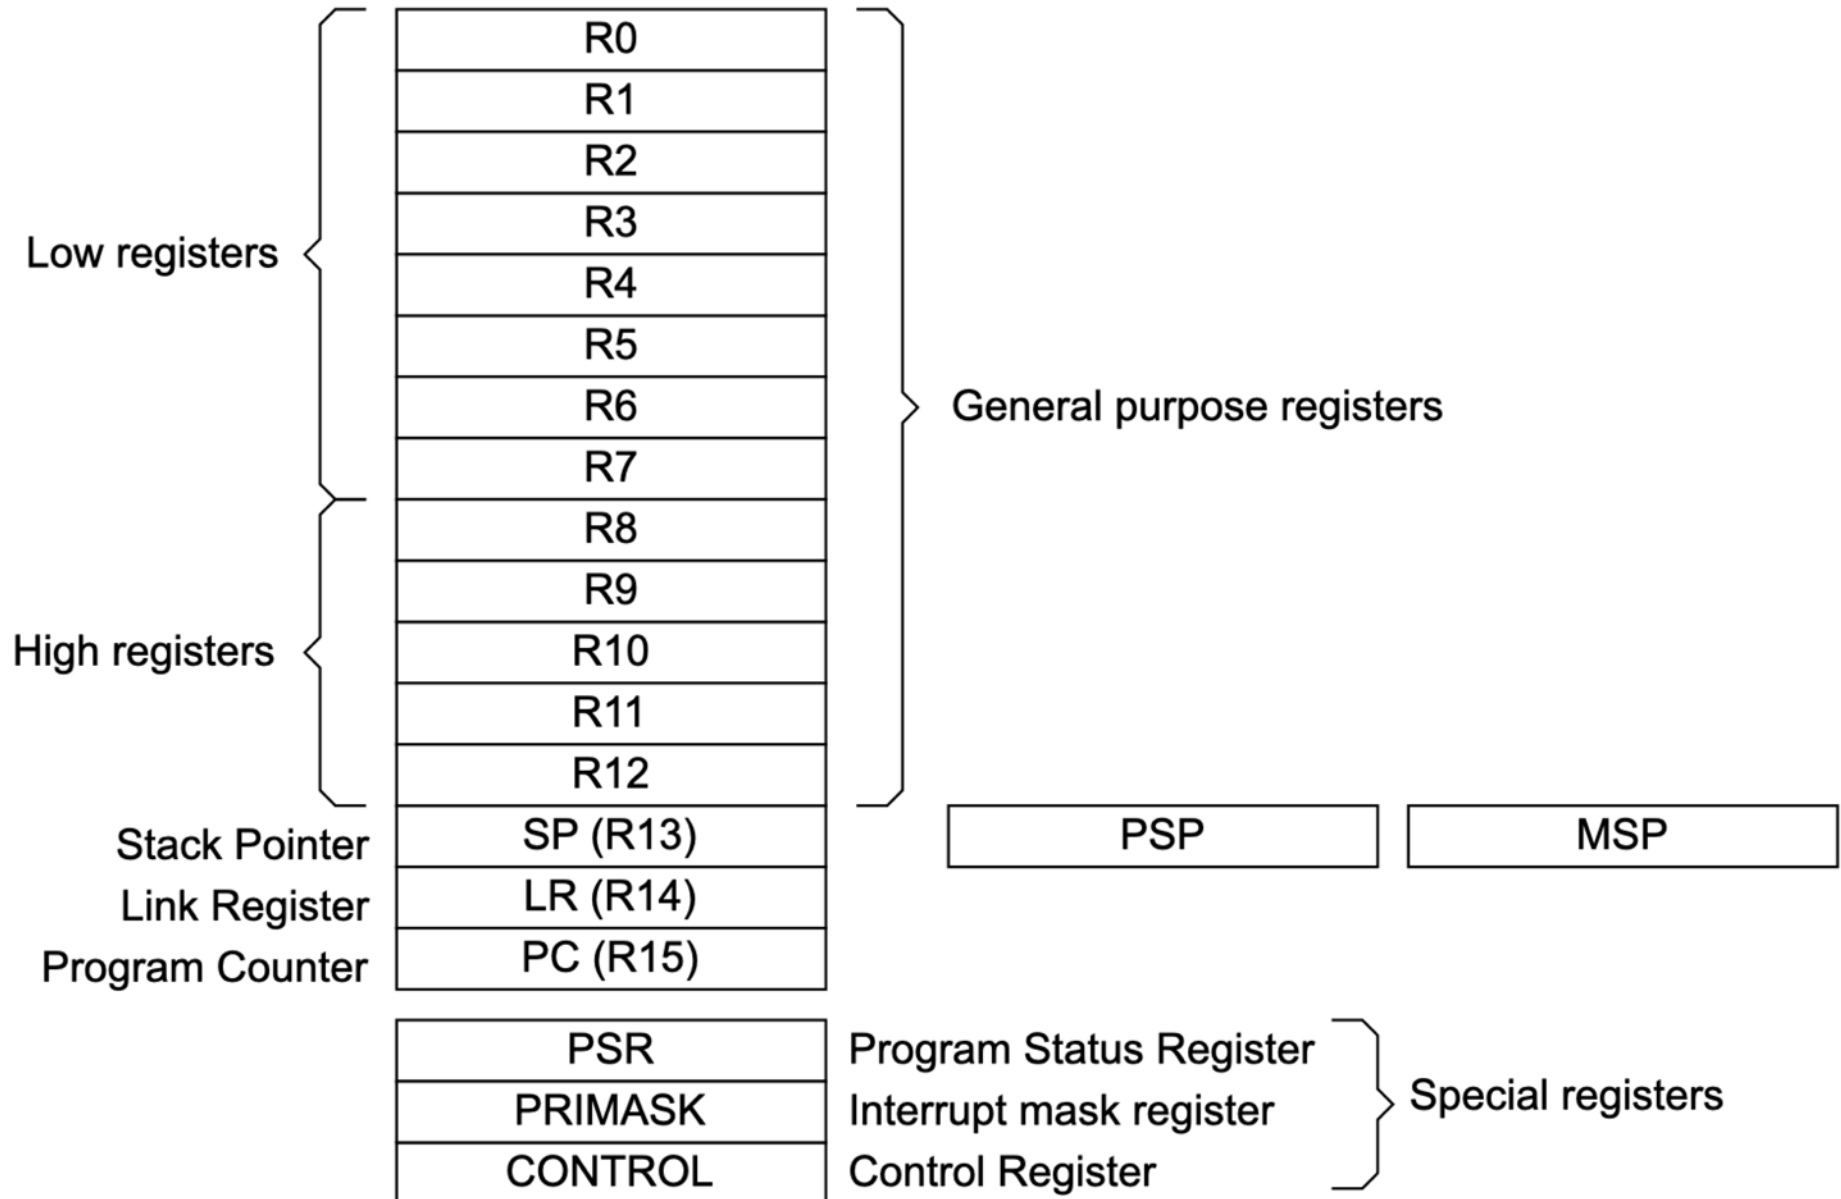 R0
R1
R2
R3
Low registers
R4
R5
R6
General purpose registers
R7
R8
R9
High registers
R10
R11
R12
Stack Pointer
SP (R13)
PSP
MSP
Link Register
LR (R14)
Program Counter
PC (R15)
PSR
Program Status Register
PRIMASK
Interrupt mask register
Special registers
CONTROL
Control Register